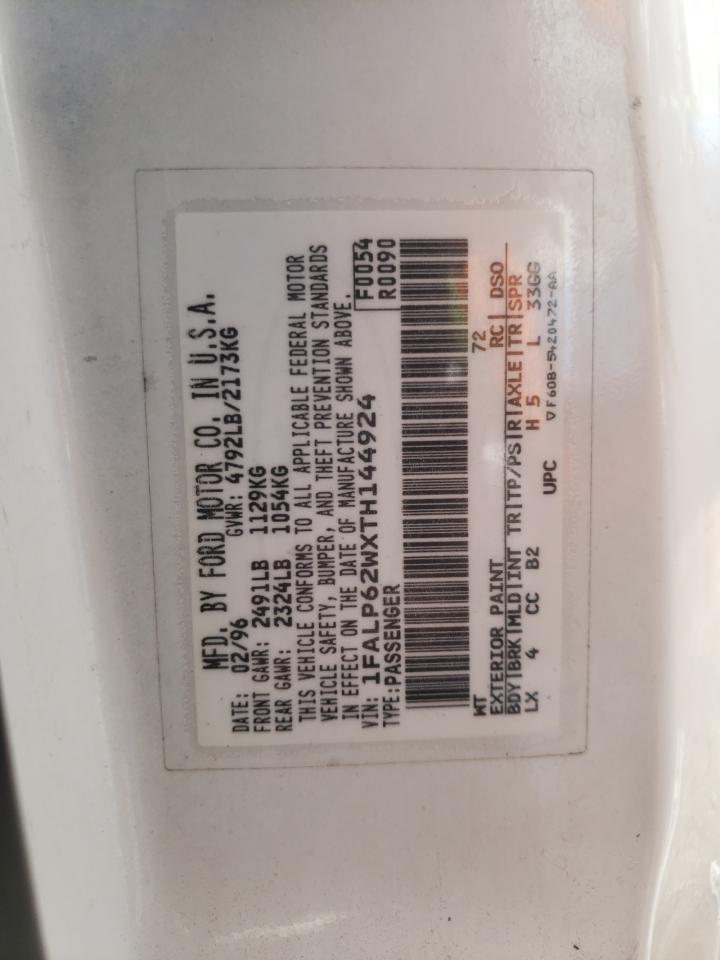 MFD. BY FORD MOTOR CO. IN U.S.A.
DATE: 02/96 GVWR: 4792LB/2173KG
FRONT GAWR: 2491LB 1129KG
REAR GAWR: 2324LB 1054KG
THIS VEHICLE CONFORMS TO ALL APPLICABLE FEDERAL MOTOR
VEHICLE SAFETY, BUMPER, AND THEFT PREVENTION STANDARDS
IN EFFECT ON THE DATE OF MANUFACTURE SHOWN ABOVE.
VIN: 1FALP62WXTH144924 F0054
TYPE: PASSENGER R0090
WT 72
EXTERIOR PAINT RC| DSO
BDY|BRK|MLD|INT TR|TP/PS|R|AXLE|TR|SPR
LX 4 CC B2 H 5 L 33GG
UPC ▽F60B-5420472-AA